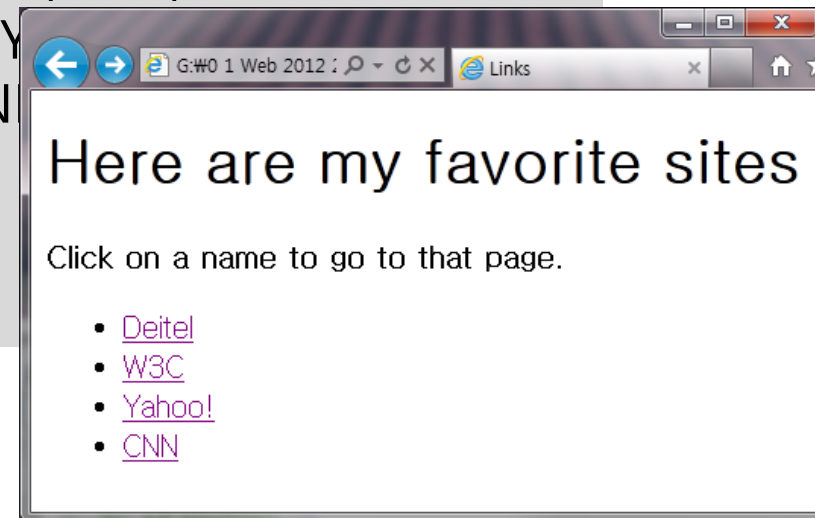 Y
G:₩0 1 Web 2012
Links
Here are my favorite sites
Click on a name to go to that page.
• Deitel
• W3C
• Yahoo!
• CNN